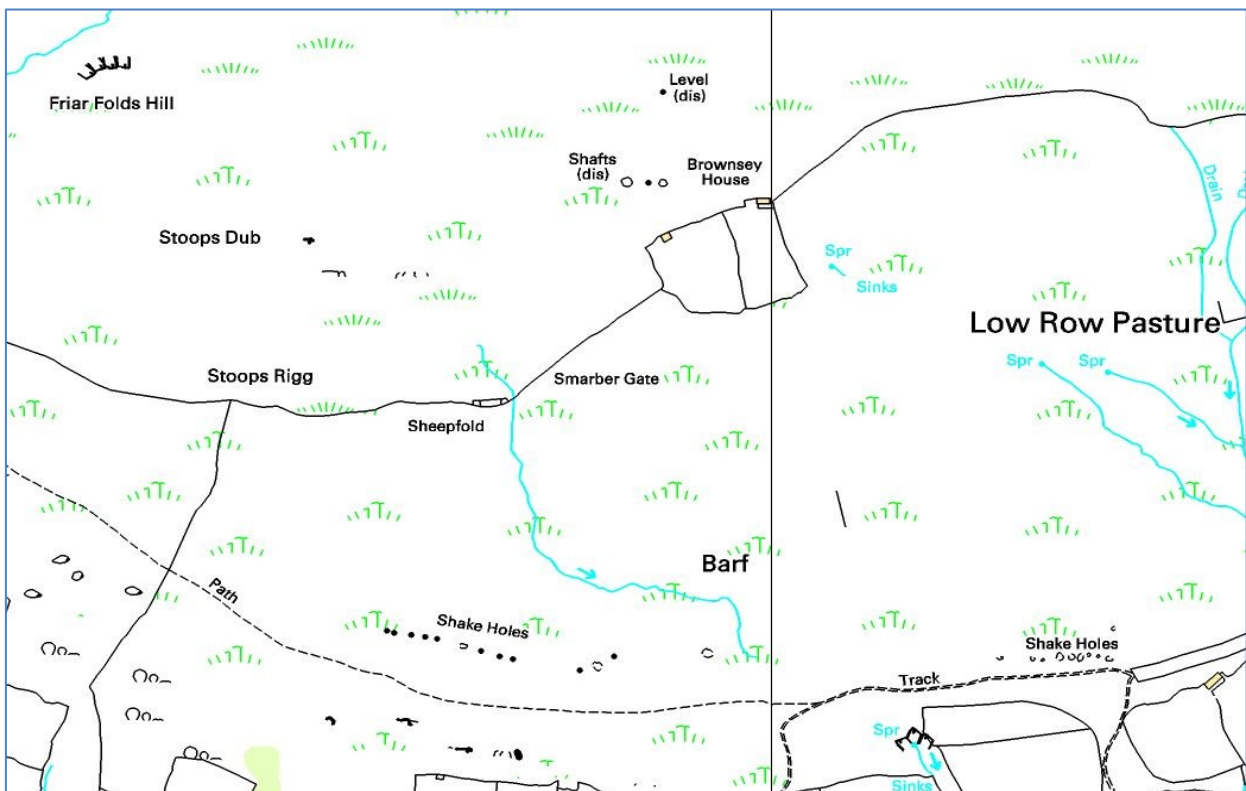 Level
(dis)
Friar Folds Hill
Shafts
(dis)
Brownsey
House
Drain
Stoops Dub
Spr
Sinks
Low Row Pasture
Spr
Spr
Stoops Rigg
Smarber Gate
Sheepfold
Barf
Path
Shake Holes
Shake Holes
Track
Spr
Sinks